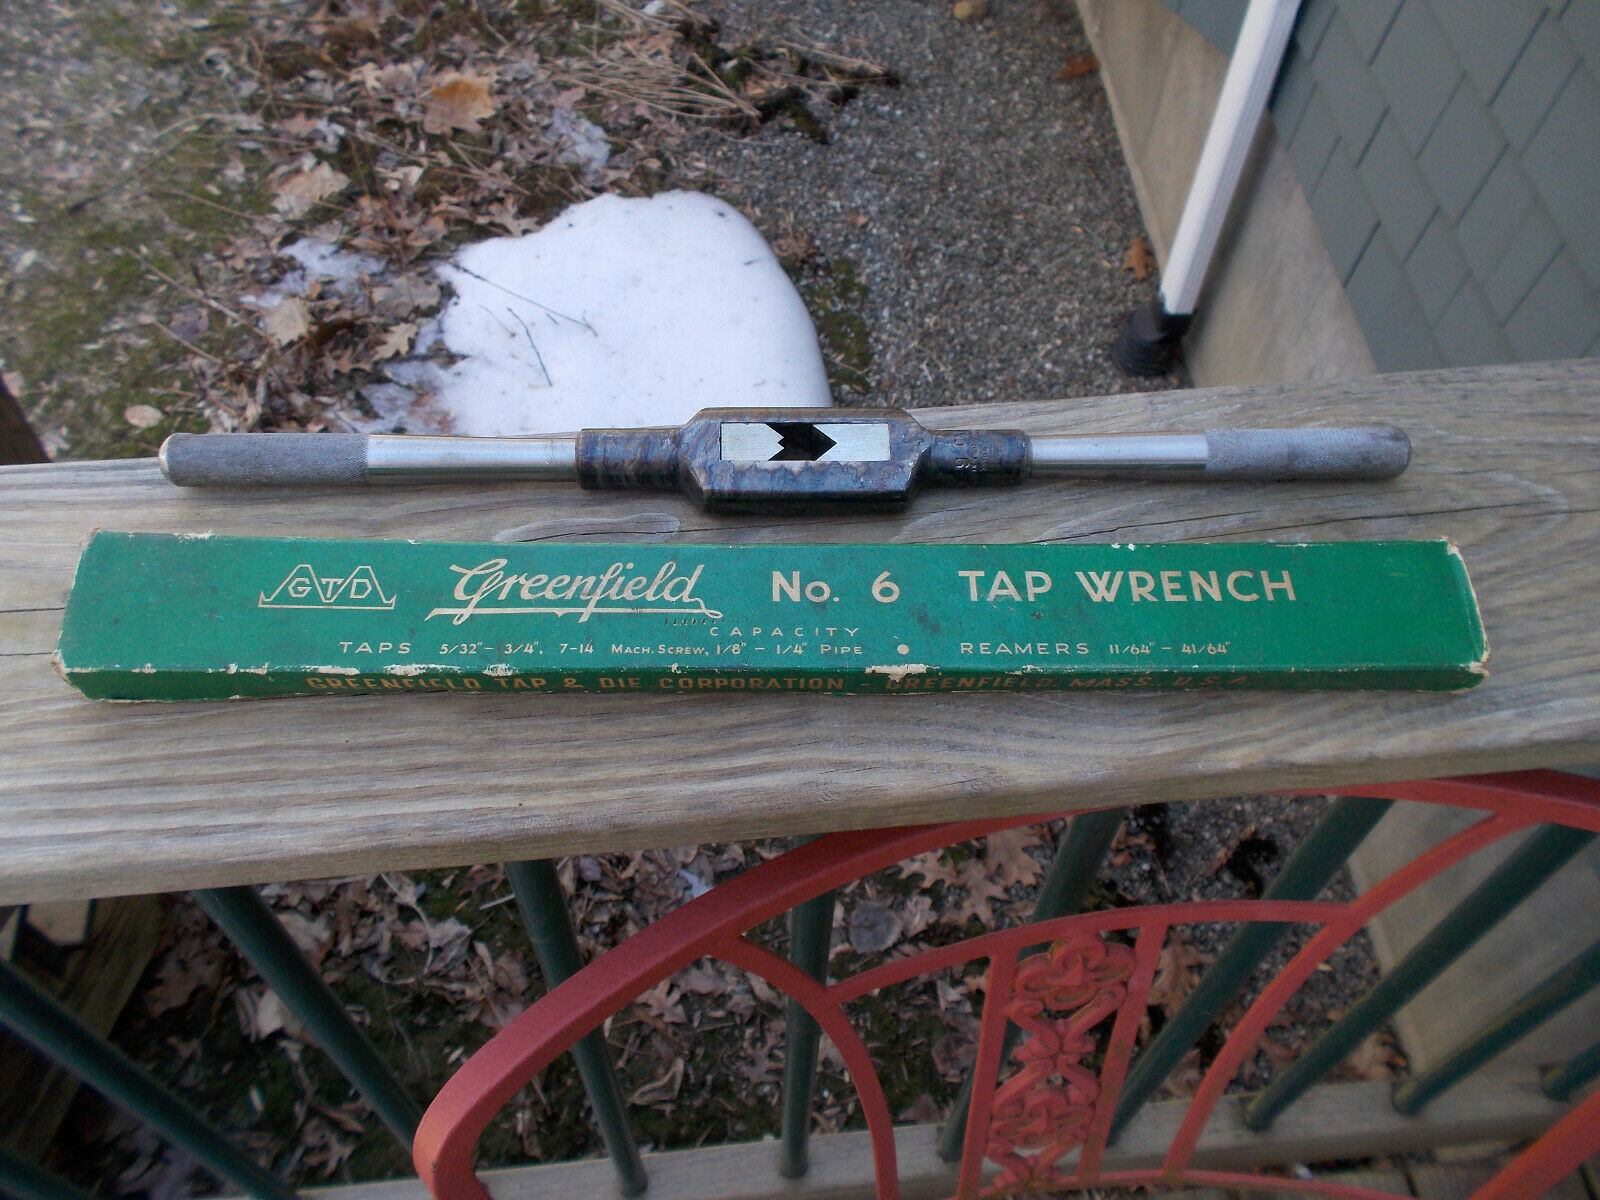 GTD Greenfield No. 6 TAP WRENCH
CAPACITY
TAPS 5/32" - 3/4", 7-14 MACH. SCREW, 1/8" - 1/4" PIPE • REAMERS 11/64" - 41/64"
GREENFIELD TAP & DIE CORPORATION - GREENFIELD, MASS. U.S.A.